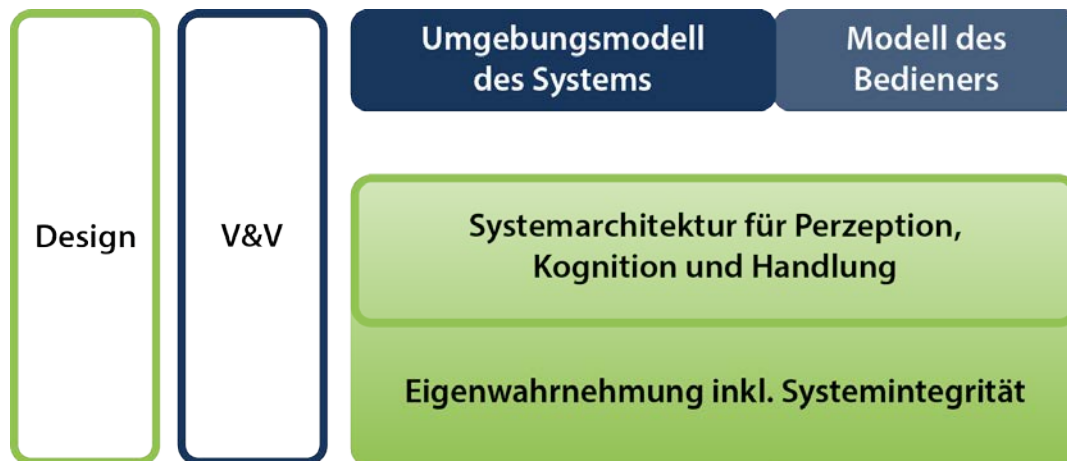 Design
V&V
Umgebungsmodell
des Systems
Modell des
Bedieners
Systemarchitektur für Perzeption,
Kognition und Handlung
Eigenwahrnehmung inkl. Systemintegrität